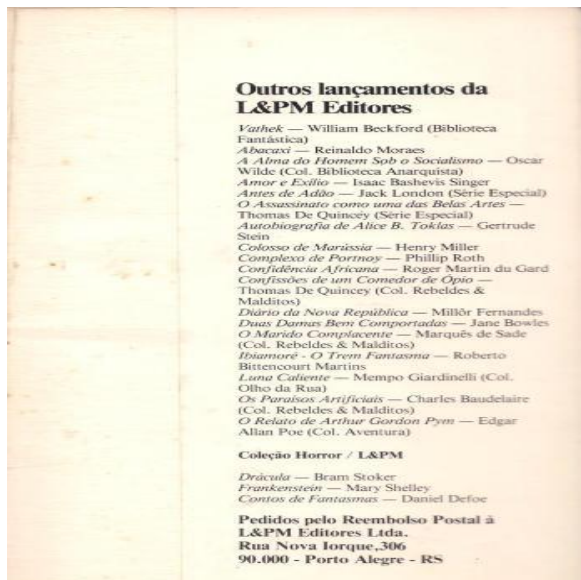 Outros lançamentos da
L&PM Editores
Vathek — William Beckford (Biblioteca
Fantástica)
Abacaxi — Reinaldo Moraes
A Alma do Homem Sob o Socialismo — Oscar
Wilde (Col. Biblioteca Anarquista)
Amor e Exílio — Isaac Bashevis Singer
Antes de Adão — Jack London (Série Especial)
O Assassinato como uma das Belas Artes —
Thomas De Quincey (Série Especial)
Autobiografia de Alice B. Toklas — Gertrude
Stein
Colosso de Marússia — Henry Miller
Complexo de Portnoy — Phillip Roth
Confidência Africana — Roger Martin du Gard
Confissões de um Comedor de Ópio —
Thomas De Quincey (Col. Rebeldes &
Malditos)
Diário da Nova República — Millôr Fernandes
Duas Damas Bem Comportadas — Jane Bowles
O Marido Complacente — Marquês de Sade
(Col. Rebeldes & Malditos)
Ibiamoré - O Trem Fantasma — Roberto
Bittencourt Martins
Luna Caliente — Mempo Giardinelli (Col.
Olho da Rua)
Os Paraísos Artificiais — Charles Baudelaire
(Col. Rebeldes & Malditos)
O Relato de Arthur Gordon Pym — Edgar
Allan Poe (Col. Aventura)
Coleção Horror / L&PM
Drácula — Bram Stoker
Frankenstein — Mary Shelley
Contos de Fantasmas — Daniel Defoe
Pedidos pelo Reembolso Postal à
L&PM Editores Ltda.
Rua Nova Iorque,306
90.000 - Porto Alegre - RS